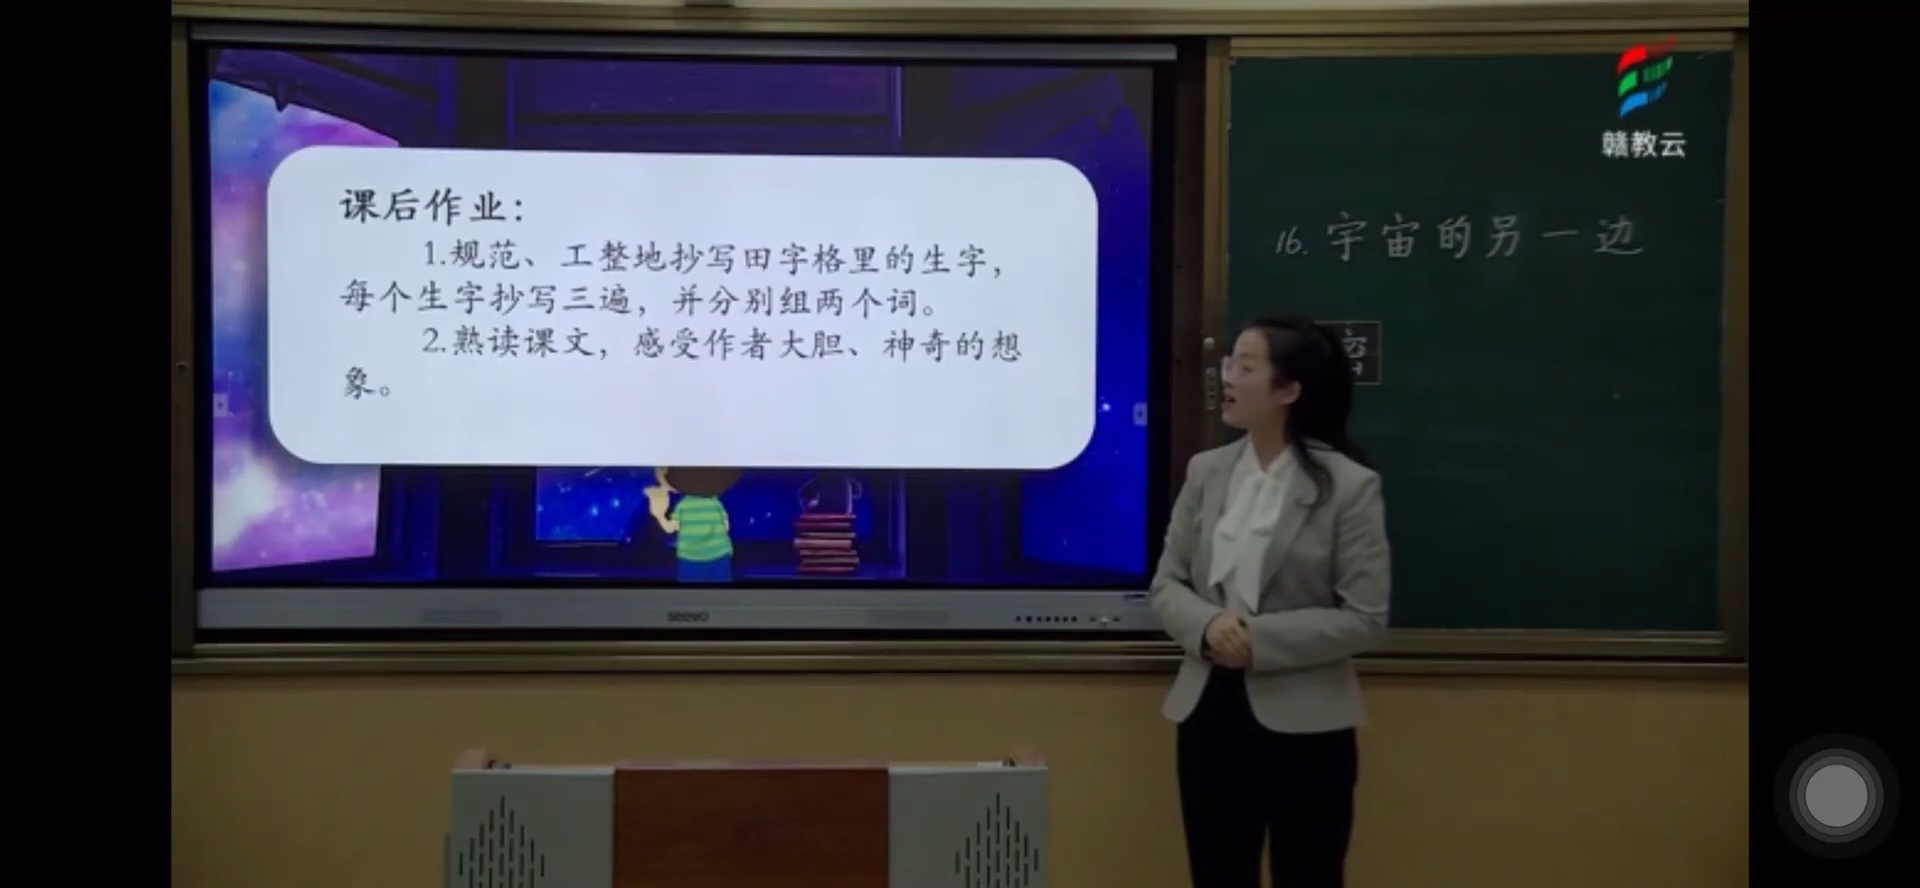 课后作业：
1.规范、工整地抄写田字格里的生字，
每个生字抄写三遍，并分别组两个词。
2.熟读课文，感受作者大胆、神奇的想
象。
赣教云
16.宇宙的另一边
seewo